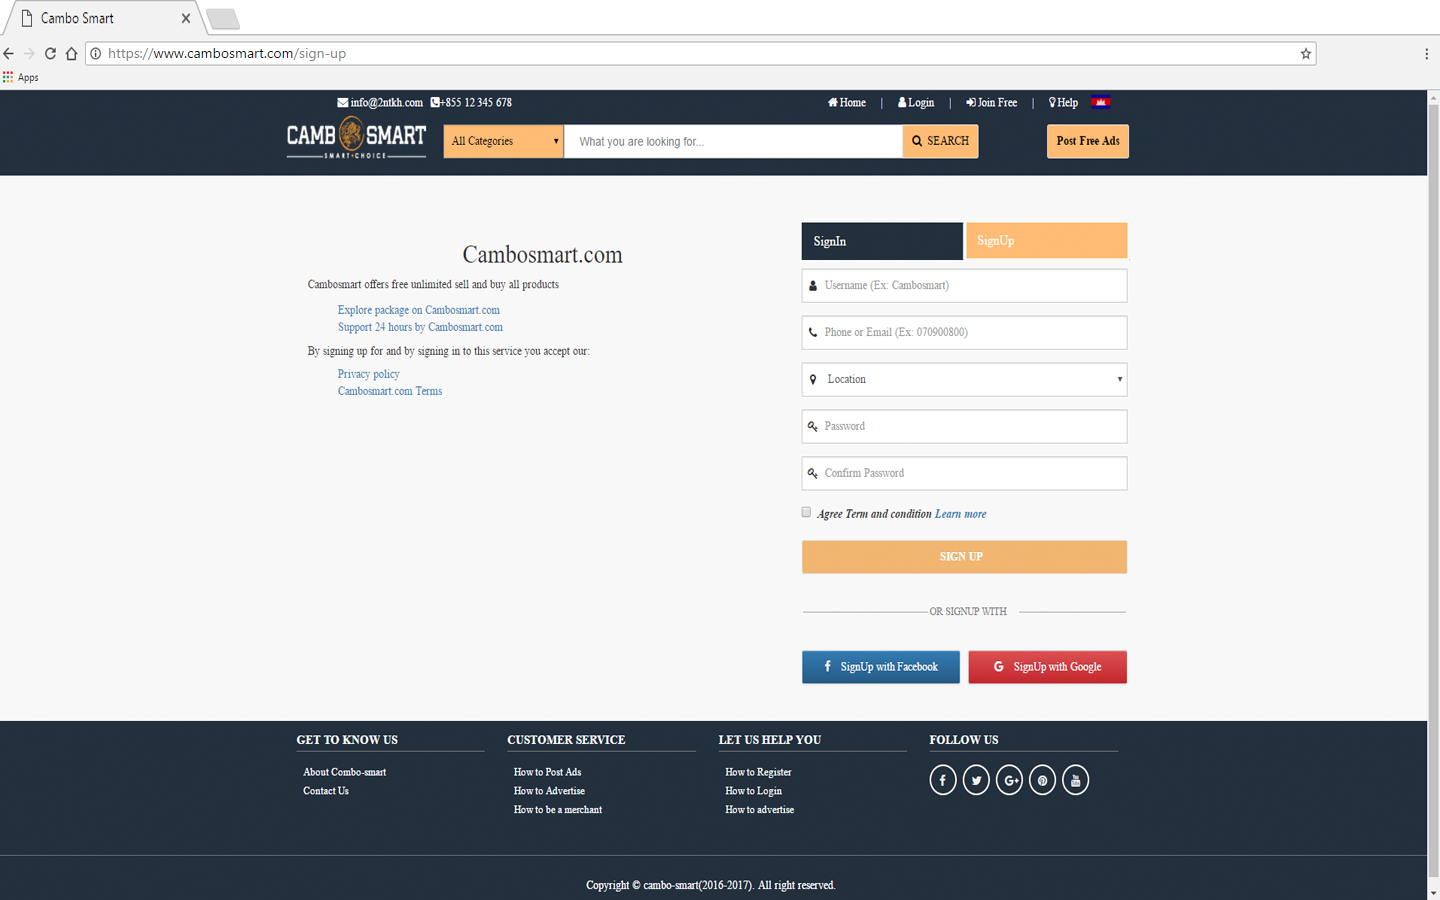 Cambo Smart
https://www.cambosmart.com/sign-up
Apps
info@2ntkh.com +855 12 345 678
Home | Login | Join Free | Help
CAMB SMART
SMART CHOICE
All Categories
What you are looking for...
SEARCH
Post Free Ads
Cambosmart.com
Cambosmart offers free unlimited sell and buy all products
Explore package on Cambosmart.com
Support 24 hours by Cambosmart.com
By signing up for and by signing in to this service you accept our:
Privacy policy
Cambosmart.com Terms
SignIn
SignUp
Username (Ex: Cambosmart)
Phone or Email (Ex: 070900800)
Location
Password
Confirm Password
Agree Term and condition Learn more
SIGN UP
OR SIGNUP WITH
SignUp with Facebook
SignUp with Google
GET TO KNOW US
About Combo-smart
Contact Us
CUSTOMER SERVICE
How to Post Ads
How to Advertise
How to be a merchant
LET US HELP YOU
How to Register
How to Login
How to advertise
FOLLOW US
Copyright © cambo-smart(2016-2017). All right reserved.